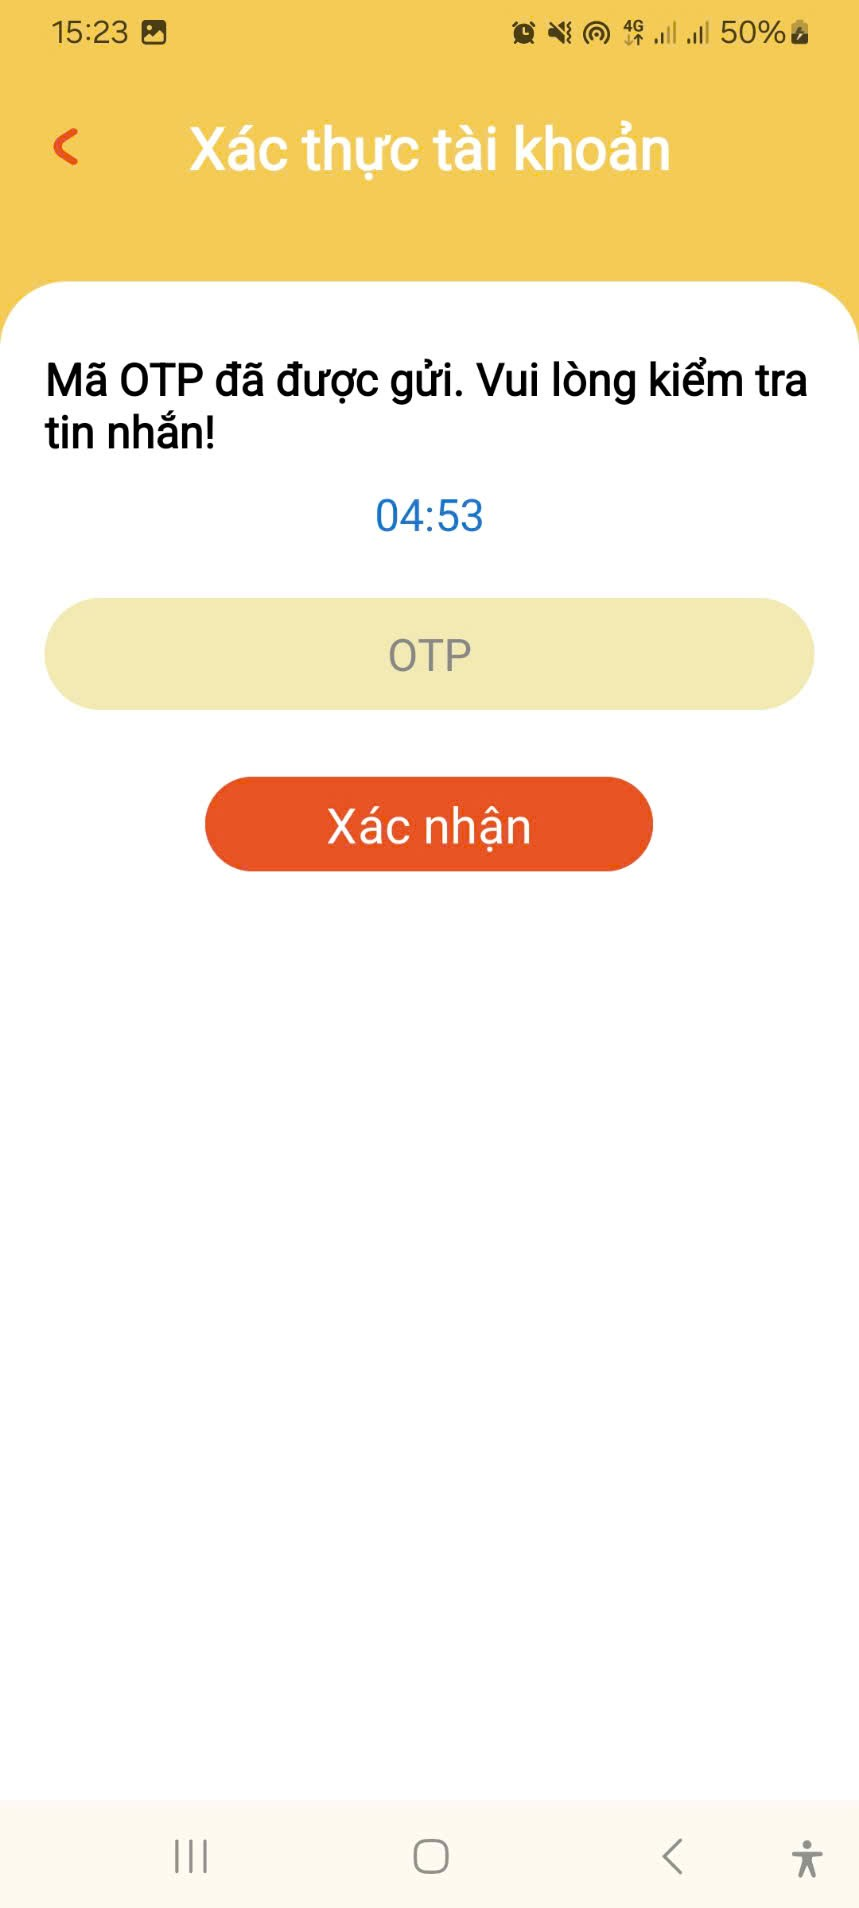 15:23
4G 50%
Xác thực tài khoản
Mã OTP đã được gửi. Vui lòng kiểm tra
tin nhắn!
04:53
OTP
Xác nhận